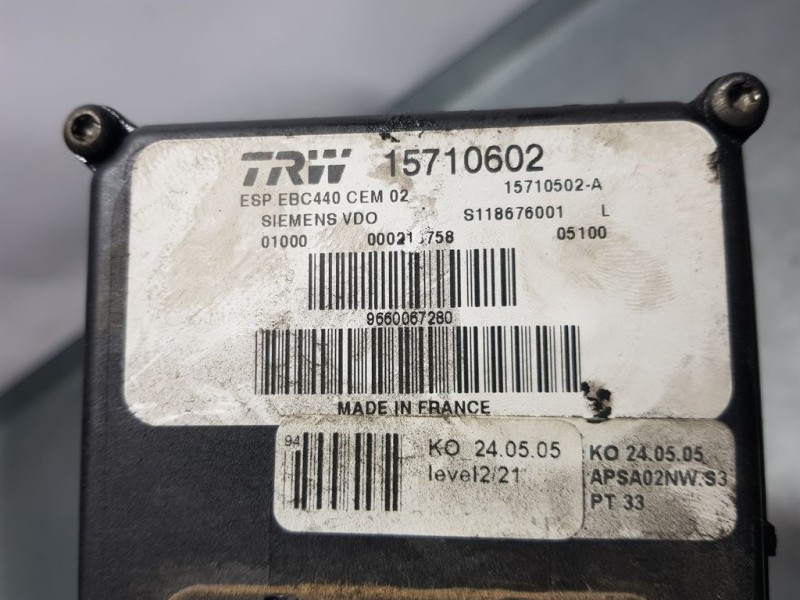 TRW 15710602
ESP EBC440 CEM 02 15710502-A
SIEMENS VDO S118676001 L
01000 05100
9660067280
MADE IN FRANCE
94
KO 24.05.05
level2/21
KO 24.05.05
APSA02NW.S3
PT 33